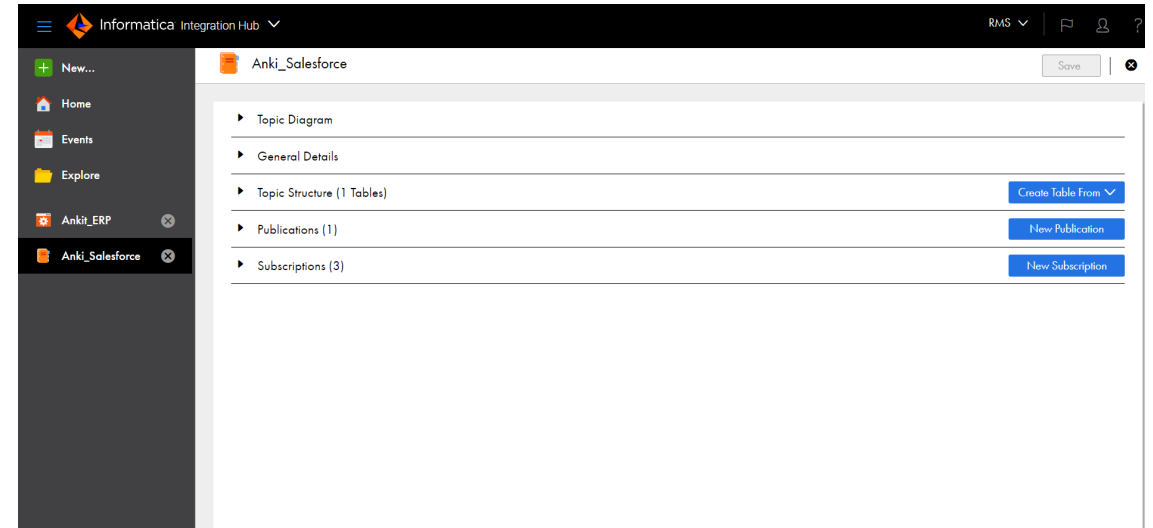 Informatica Integration Hub
RMS
?
New...
Home
Events
Explore
Ankit_ERP
Anki_Salesforce
Anki_Salesforce
Save
Topic Diagram
General Details
Topic Structure (1 Tables)
Create Table From
Publications (1)
New Publication
Subscriptions (3)
New Subscription